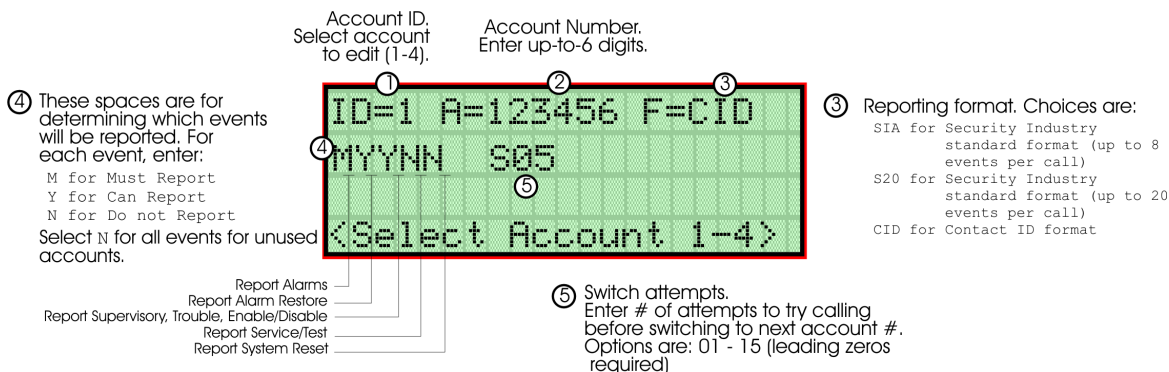 Account ID.
Select account
to edit (1-4).
Account Number.
Enter up-to-6 digits.
1
2
3
4 These spaces are for
determining which events
will be reported. For
each event, enter:
M for Must Report
Y for Can Report
N for Do not Report
Select N for all events for unused
accounts.
ID=1 A=123456 F=CID
4
MYYNN S05
5
<Select Account 1-4>
3 Reporting format. Choices are:
SIA for Security Industry
standard format (up to 8
events per call)
S20 for Security Industry
standard format (up to 20
events per call)
CID for Contact ID format
Report Alarms
Report Alarm Restore
Report Supervisory, Trouble, Enable/Disable
Report Service/Test
Report System Reset
5 Switch attempts.
Enter # of attempts to try calling
before switching to next account #.
Options are: 01 - 15 (leading zeros
required)